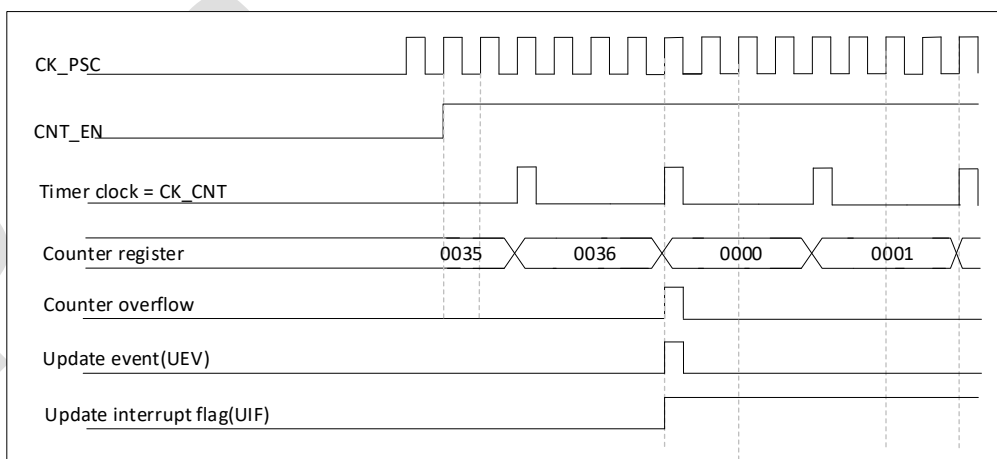 CK_PSC
CNT_EN
Timer clock = CK_CNT
Counter register 0035 0036 0000 0001
Counter overflow
Update event(UEV)
Update interrupt flag(UIF)